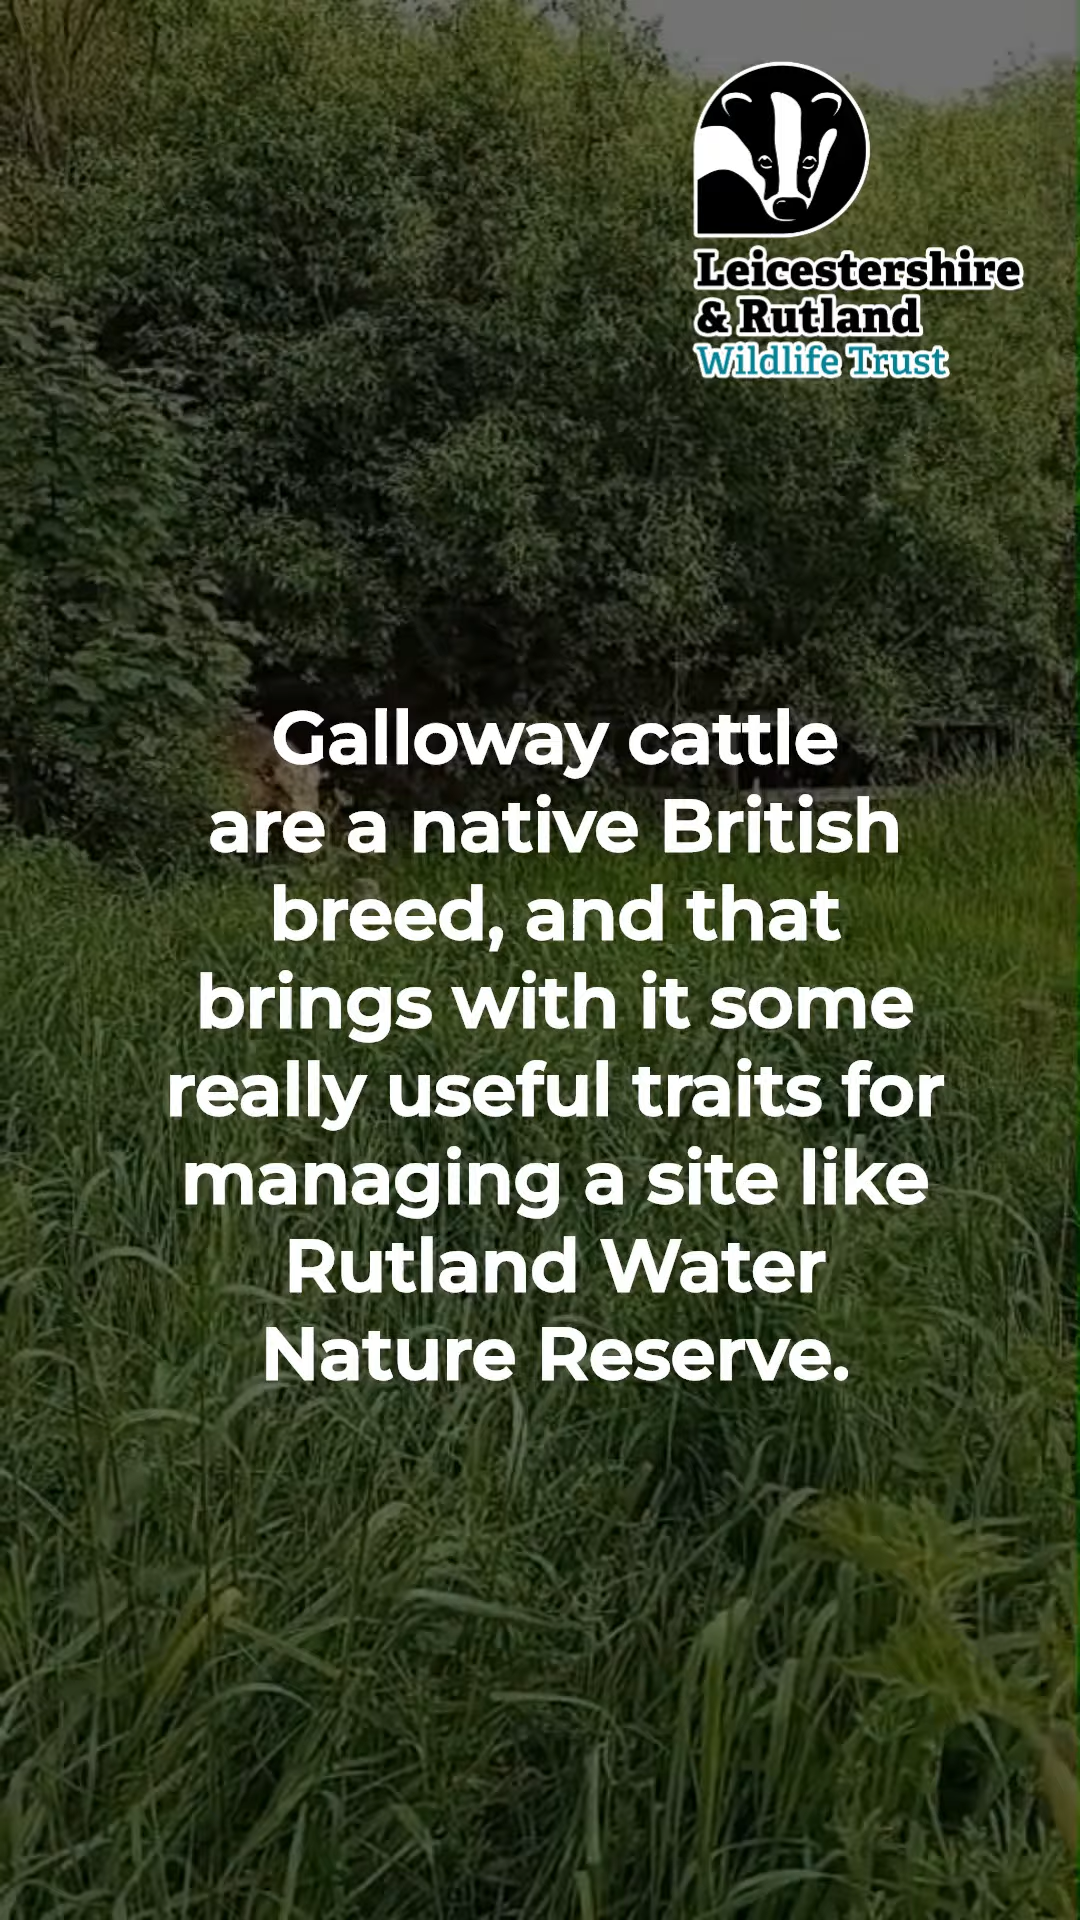 Leicestershire
& Rutland
Wildlife Trust
Galloway cattle
are a native British
breed, and that
brings with it some
really useful traits for
managing a site like
Rutland Water
Nature Reserve.